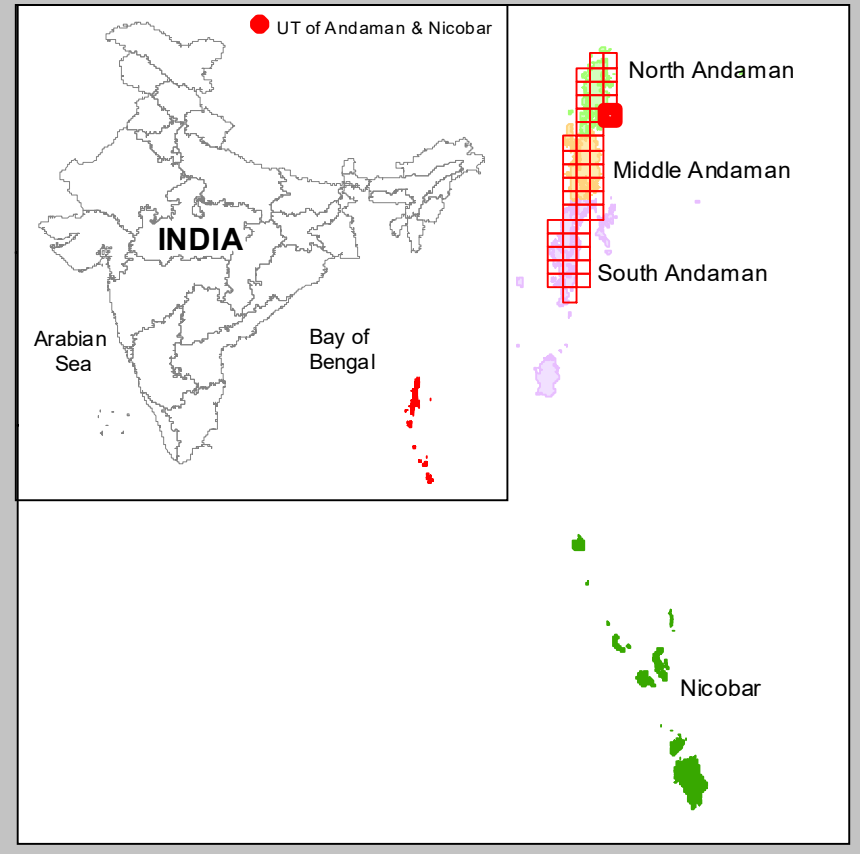 UT of Andaman & Nicobar
INDIA
Arabian
Sea
Bay of
Bengal
North Andaman
Middle Andaman
South Andaman
Nicobar